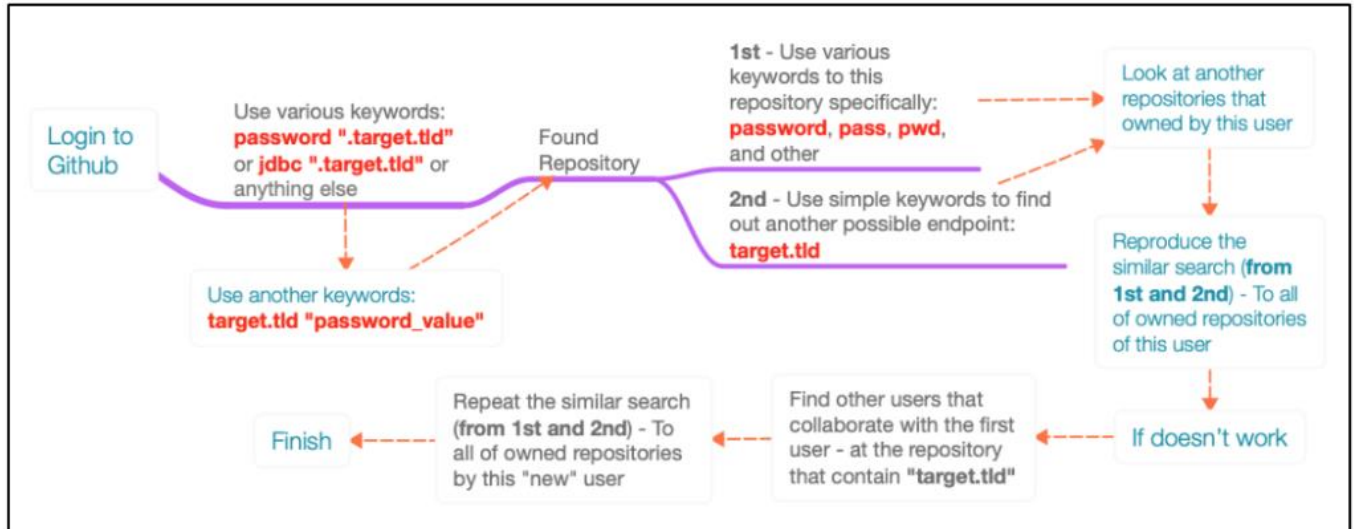 Login to
Github
Use various keywords:
password ".target.tld"
or jdbc ".target.tld" or
anything else
Use another keywords:
target.tld "password_value"
Found
Repository
1st - Use various
keywords to this
repository specifically:
password, pass, pwd,
and other
2nd - Use simple keywords to find
out another possible endpoint:
target.tld
Look at another
repositories that
owned by this user
Reproduce the
similar search (from
1st and 2nd) - To all
of owned repositories
of this user
If doesn't work
Find other users that
collaborate with the first
user - at the repository
that contain "target.tld"
Repeat the similar search
(from 1st and 2nd) - To
all of owned repositories
by this "new" user
Finish